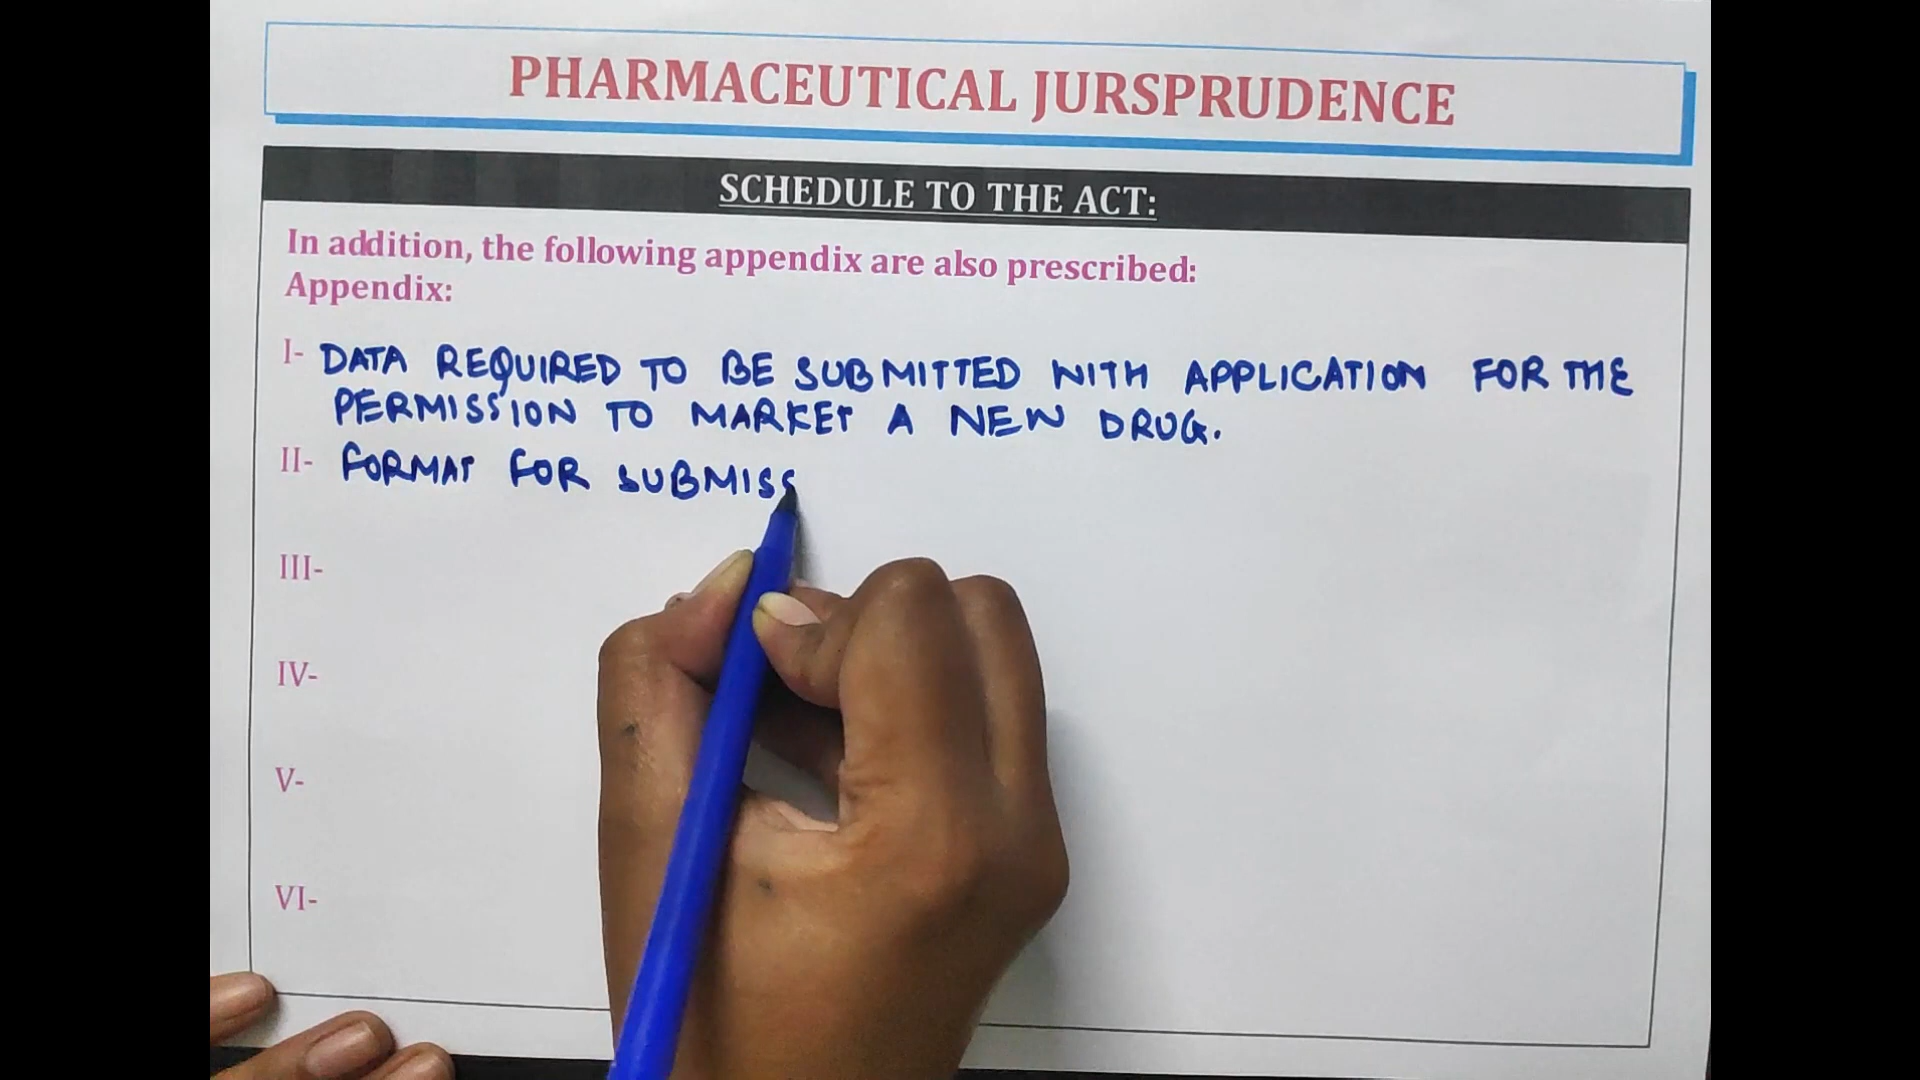 PHARMACEUTICAL JURSPRUDENCE
SCHEDULE TO THE ACT:
In addition, the following appendix are also prescribed:
Appendix:
I- DATA REQUIRED TO BE SUBMITTED WITH APPLICATION FOR THE
PERMISSION TO MARKET A NEW DRUG.
II- FORMAT FOR SUBMISS
III-
IV-
V-
VI-